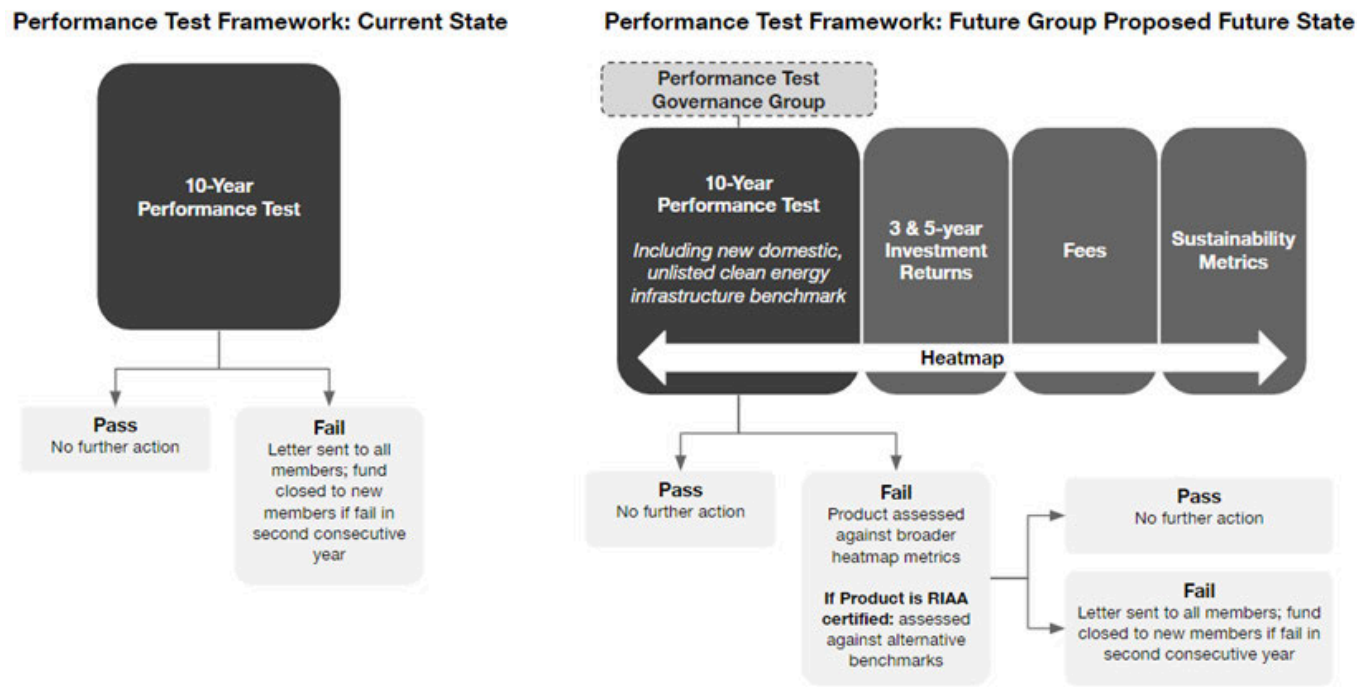 Performance Test Framework: Current State
10-Year
Performance Test
Pass
No further action
Fail
Letter sent to all
members; fund
closed to new
members if fail in
second consecutive
year
Performance Test Framework: Future Group Proposed Future State
Performance Test
Governance Group
10-Year
Performance Test
Including new domestic,
unlisted clean energy
infrastructure benchmark
3 & 5-year
Investment
Returns
Fees
Sustainability
Metrics
Heatmap
Pass
No further action
Fail
Product assessed
against broader
heatmap metrics
If Product is RIAA
certified: assessed
against alternative
benchmarks
Pass
No further action
Fail
Letter sent to all members; fund
closed to new members if fail in
second consecutive year